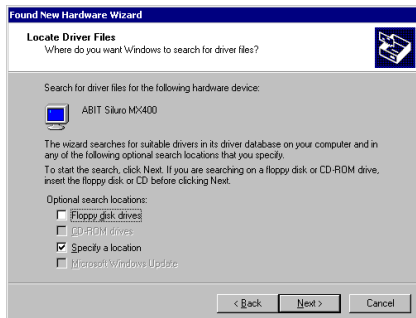 Found New Hardware Wizard
Locate Driver Files
Where do you want Windows to search for driver files?
Search for driver files for the following hardware device:
ABIT Siluro MX400
The wizard searches for suitable drivers in its driver database on your computer and in
any of the following optional search locations that you specify.
To start the search, click Next. If you are searching on a floppy disk or CD-ROM drive,
insert the floppy disk or CD before clicking Next.
Optional search locations:
Floppy disk drives
CD-ROM drives
Specify a location
Microsoft Windows Update
< Back Next > Cancel